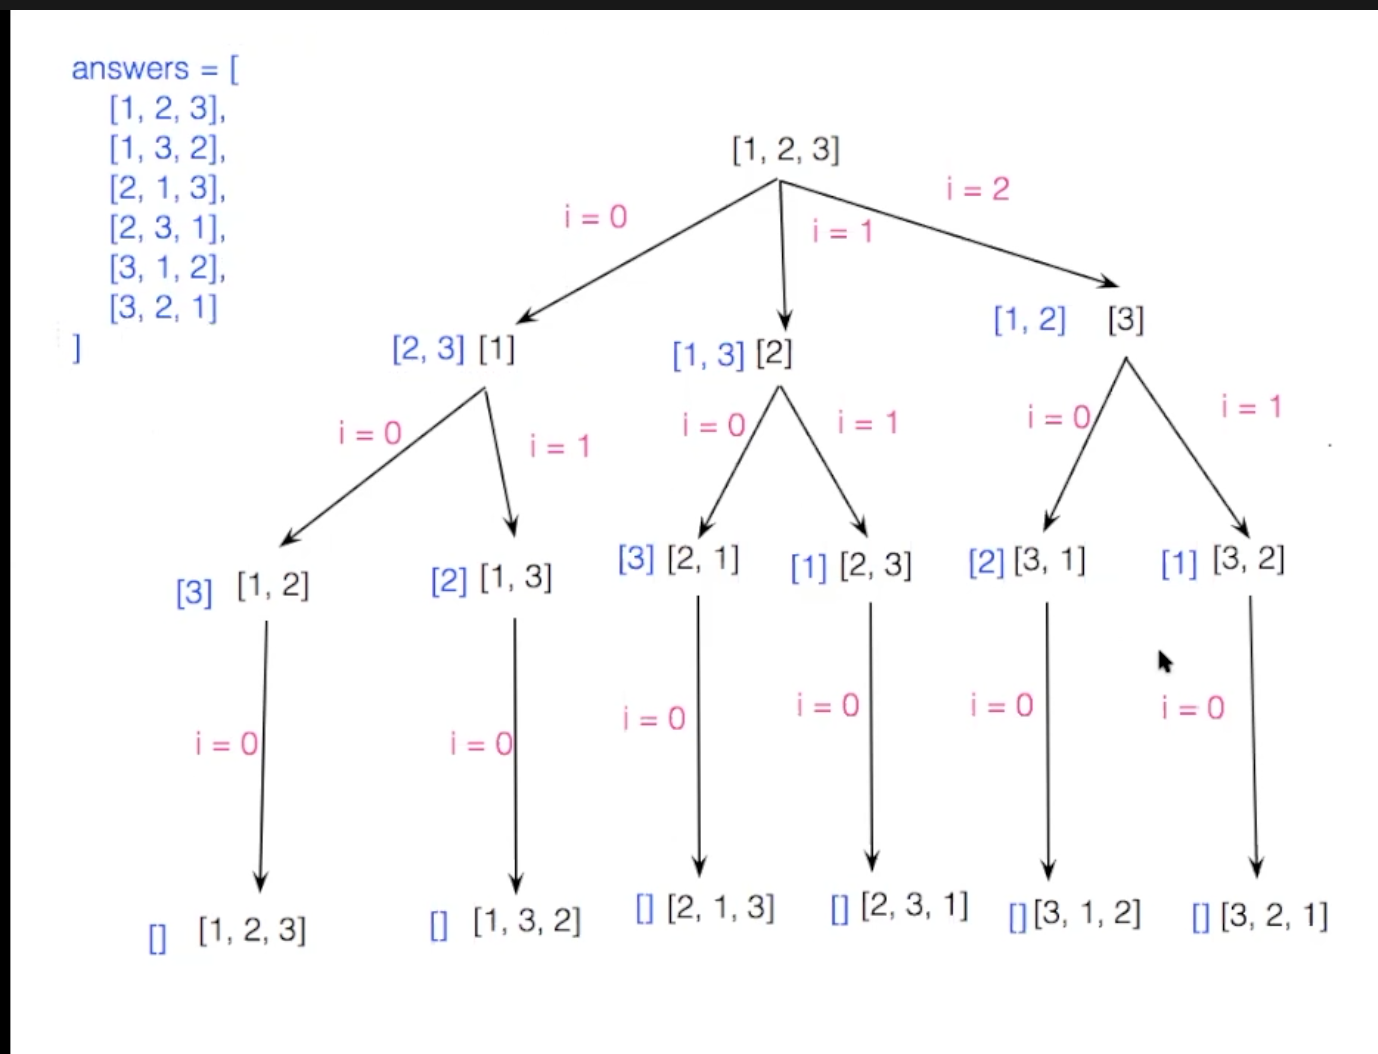 answers = [
[1, 2, 3],
[1, 3, 2],
[2, 1, 3],
[2, 3, 1],
[3, 1, 2],
[3, 2, 1]
]
[1, 2, 3]
i = 0
i = 1
i = 2
[2, 3] [1]
[1, 3] [2]
[1, 2] [3]
i = 0
i = 1
i = 0
i = 1
i = 0
i = 1
[3] [1, 2]
[2] [1, 3]
[3] [2, 1]
[1] [2, 3]
[2] [3, 1]
[1] [3, 2]
i = 0
i = 0
i = 0
i = 0
i = 0
i = 0
[] [1, 2, 3]
[] [1, 3, 2]
[] [2, 1, 3]
[] [2, 3, 1]
[] [3, 1, 2]
[] [3, 2, 1]